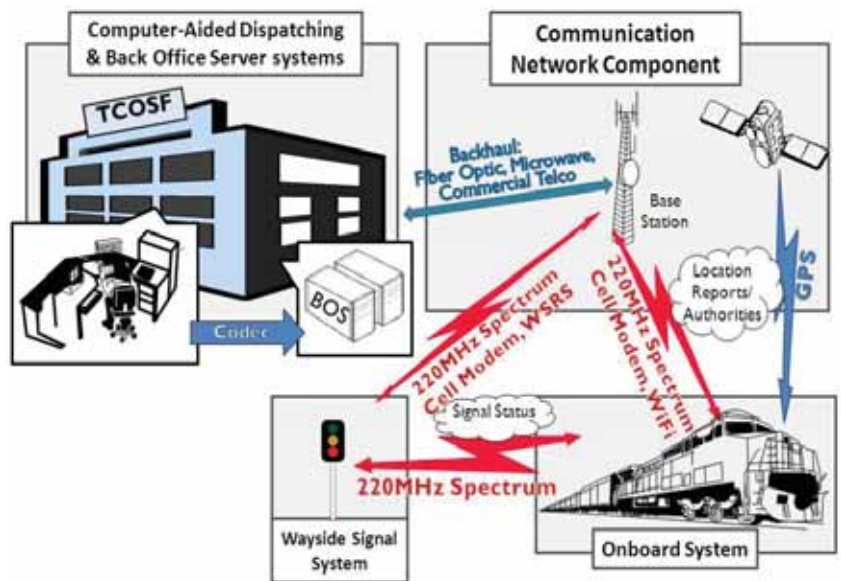 Computer-Aided Dispatching
& Back Office Server systems
TCOSF
Codec
BOS
Communication
Network Component
Backhaul:
Fiber Optic, Microwave,
Commercial Telco
Base
Station
GPS
Location
Reports/
Authorities
220MHz Spectrum
Cell Modem, WSRS
220MHz Spectrum
Cell Modem, WiFi
Signal Status
220MHz Spectrum
Wayside Signal
System
Onboard System